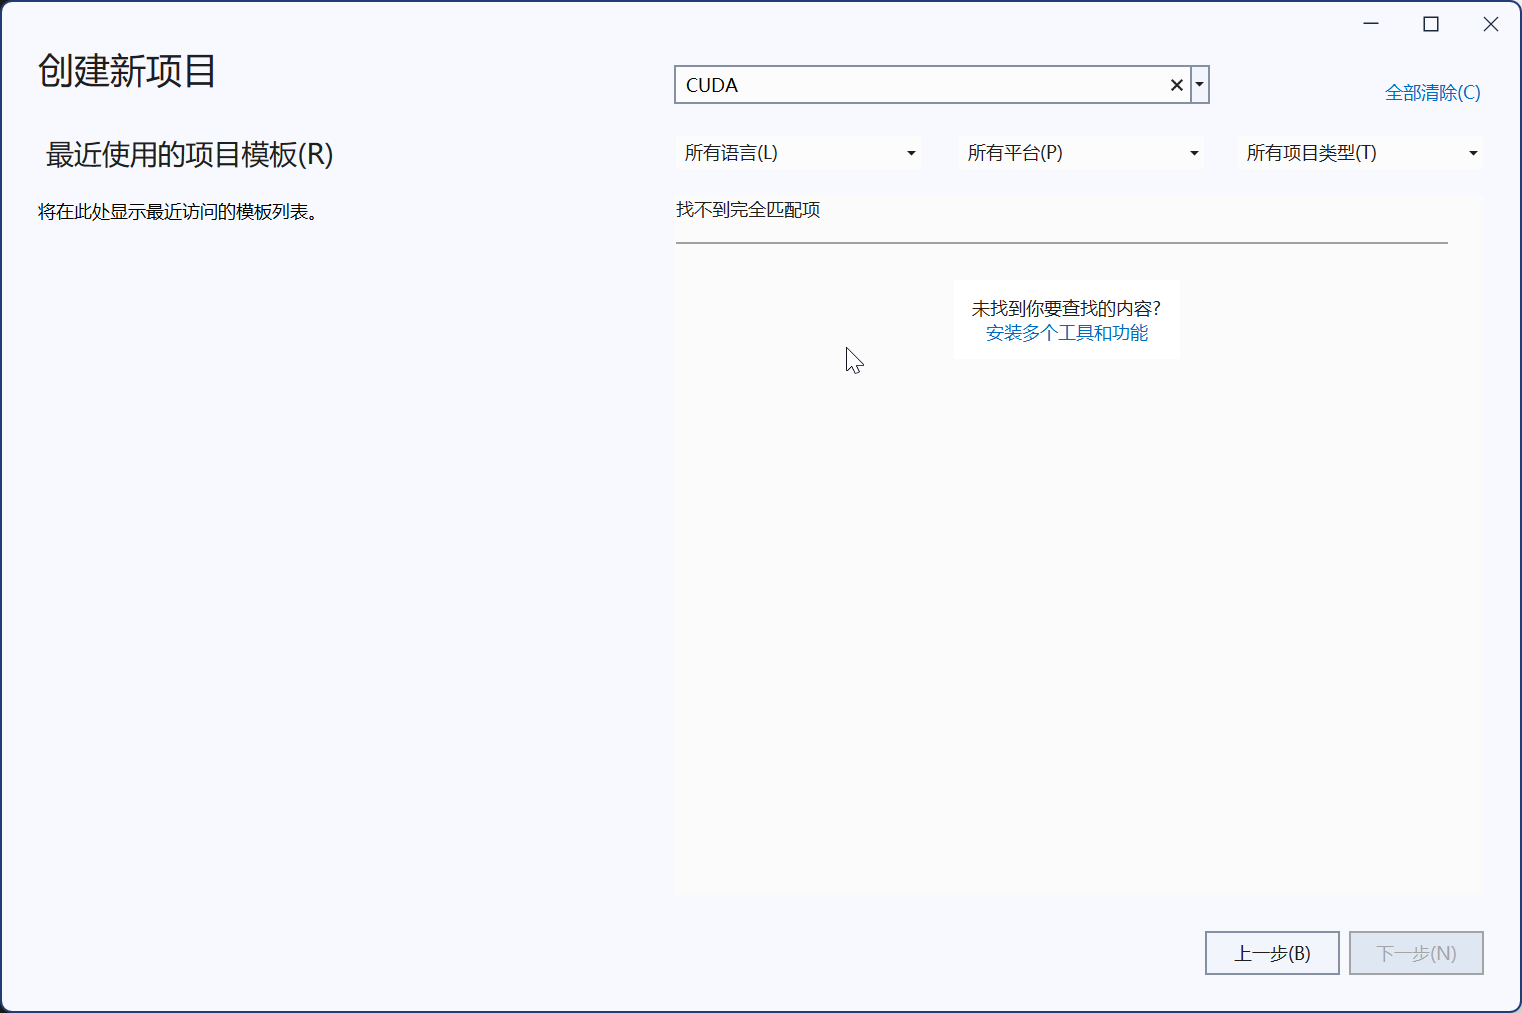 创建新项目
CUDA
全部清除(C)
最近使用的项目模板(R)
所有语言(L)
所有平台(P)
所有项目类型(T)
将在此处显示最近访问的模板列表。
找不到完全匹配项
未找到你要查找的内容?
安装多个工具和功能
上一步(B)
下一步(N)